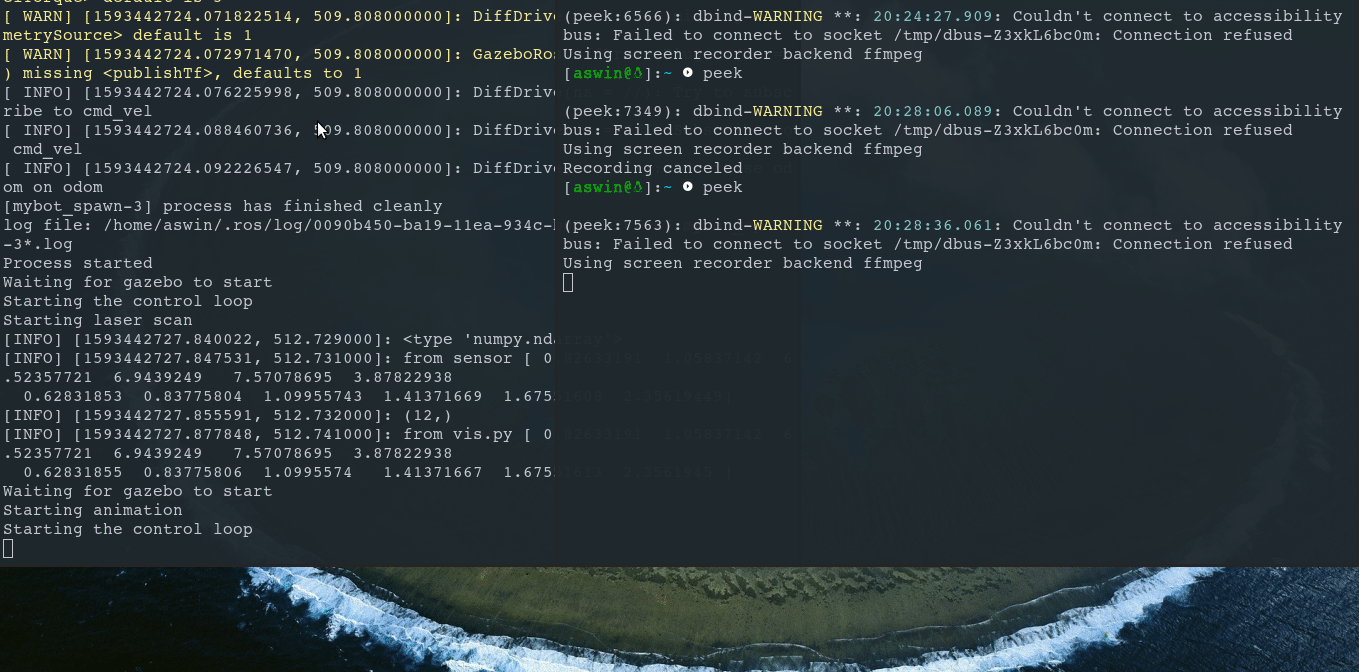 [ WARN] [1593442724.071822514, 509.808000000]: DiffDrive
metrySource> default is 1
[ WARN] [1593442724.072971470, 509.808000000]: GazeboRos
) missing <publishTf>, defaults to 1
[ INFO] [1593442724.076225998, 509.808000000]: DiffDrive
ribe to cmd_vel
[ INFO] [1593442724.088460736, 509.808000000]: DiffDrive
 cmd_vel
[ INFO] [1593442724.092226547, 509.808000000]: DiffDrive
om on odom
[mybot_spawn-3] process has finished cleanly
log file: /home/aswin/.ros/log/0090b450-ba19-11ea-934c-
-3*.log
Process started
Waiting for gazebo to start
Starting the control loop
Starting laser scan
[INFO] [1593442727.840022, 512.729000]: <type 'numpy.ndarray'>
[INFO] [1593442727.847531, 512.731000]: from sensor [ 0
.52357721  6.9439249   7.57078695  3.87822938
  0.62831853  0.83775804  1.09955743  1.41371669  1.675
[INFO] [1593442727.855591, 512.732000]: (12,)
[INFO] [1593442727.877848, 512.741000]: from vis.py [ 0
.52357721  6.9439249   7.57078695  3.87822938
  0.62831855  0.83775806  1.0995574   1.41371667  1.675
Waiting for gazebo to start
Starting animation
Starting the control loop
(peek:6566): dbind-WARNING **: 20:24:27.909: Couldn't connect to accessibility
bus: Failed to connect to socket /tmp/dbus-Z3xkL6bc0m: Connection refused
Using screen recorder backend ffmpeg
[aswin@☃]:~ peek
(peek:7349): dbind-WARNING **: 20:28:06.089: Couldn't connect to accessibility
bus: Failed to connect to socket /tmp/dbus-Z3xkL6bc0m: Connection refused
Using screen recorder backend ffmpeg
Recording canceled
[aswin@☃]:~ peek
(peek:7563): dbind-WARNING **: 20:28:36.061: Couldn't connect to accessibility
bus: Failed to connect to socket /tmp/dbus-Z3xkL6bc0m: Connection refused
Using screen recorder backend ffmpeg